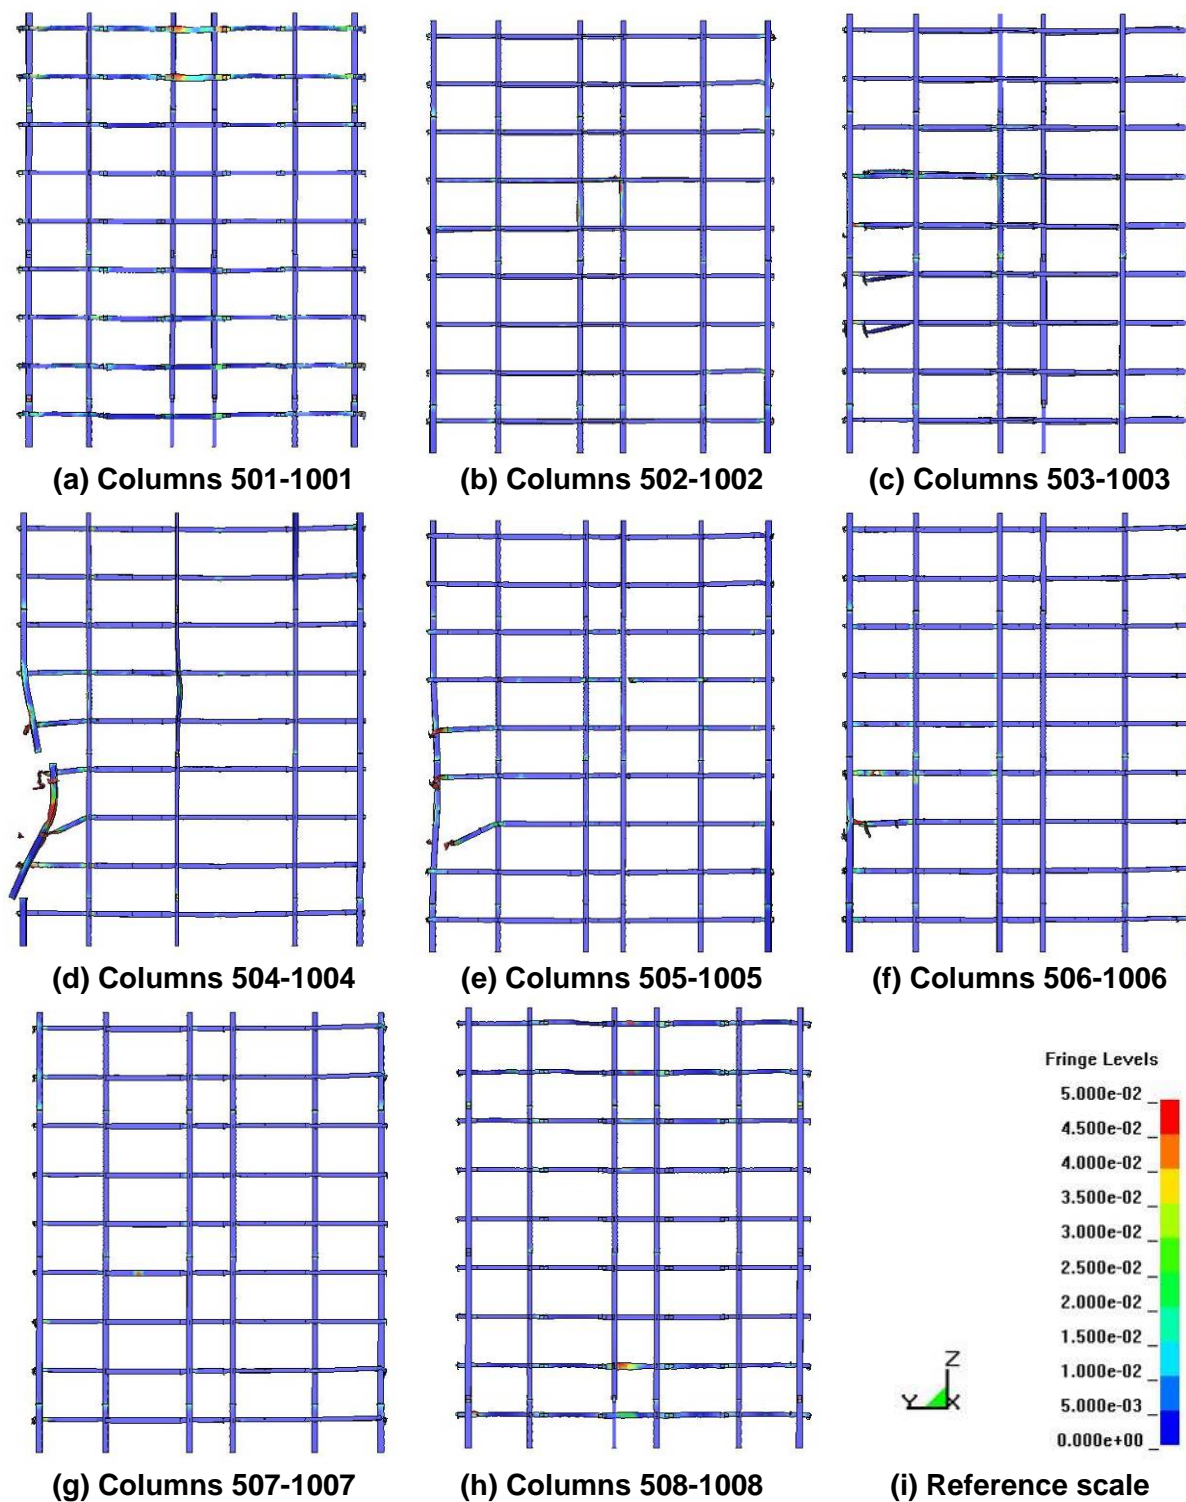 (a) Columns 501-1001
(b) Columns 502-1002
(c) Columns 503-1003
(d) Columns 504-1004
(e) Columns 505-1005
(f) Columns 506-1006
Fringe Levels
5.000e-02
4.500e-02
4.000e-02
3.500e-02
3.000e-02
2.500e-02
2.000e-02
1.500e-02
1.000e-02
5.000e-03
0.000e+00
Z
Y X
(g) Columns 507-1007
(h) Columns 508-1008
(i) Reference scale